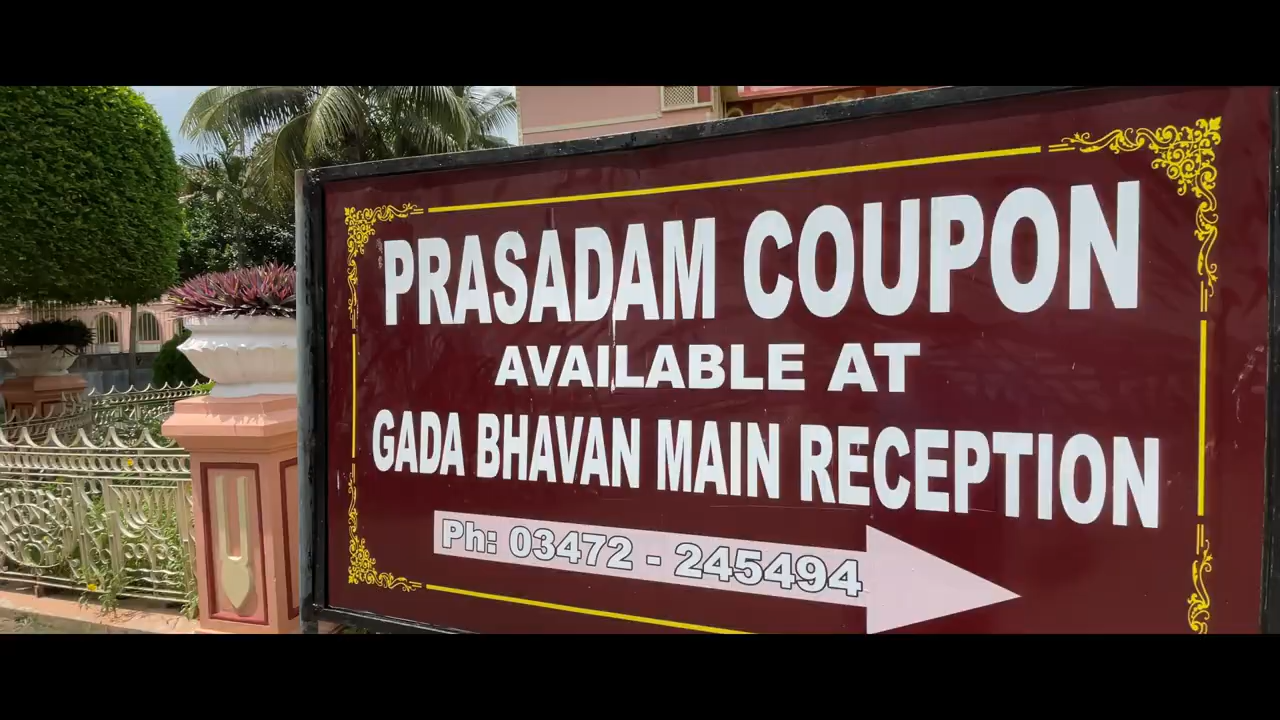 PRASADAM COUPON
AVAILABLE AT
GADA BHAVAN MAIN RECEPTION
Ph: 03472 - 245494